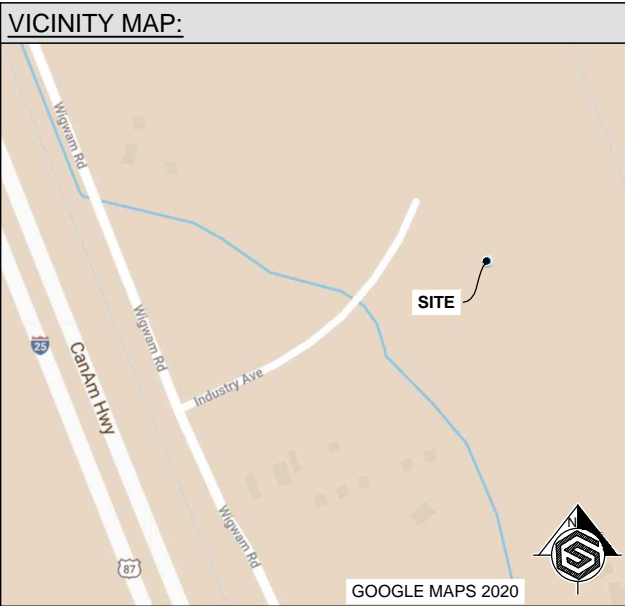 VICINITY MAP:
Wigwam Rd
Wigwam Rd
SITE
25
CanAm Hwy
Industry Ave
Wigwam Rd
87
N
GOOGLE MAPS 2020